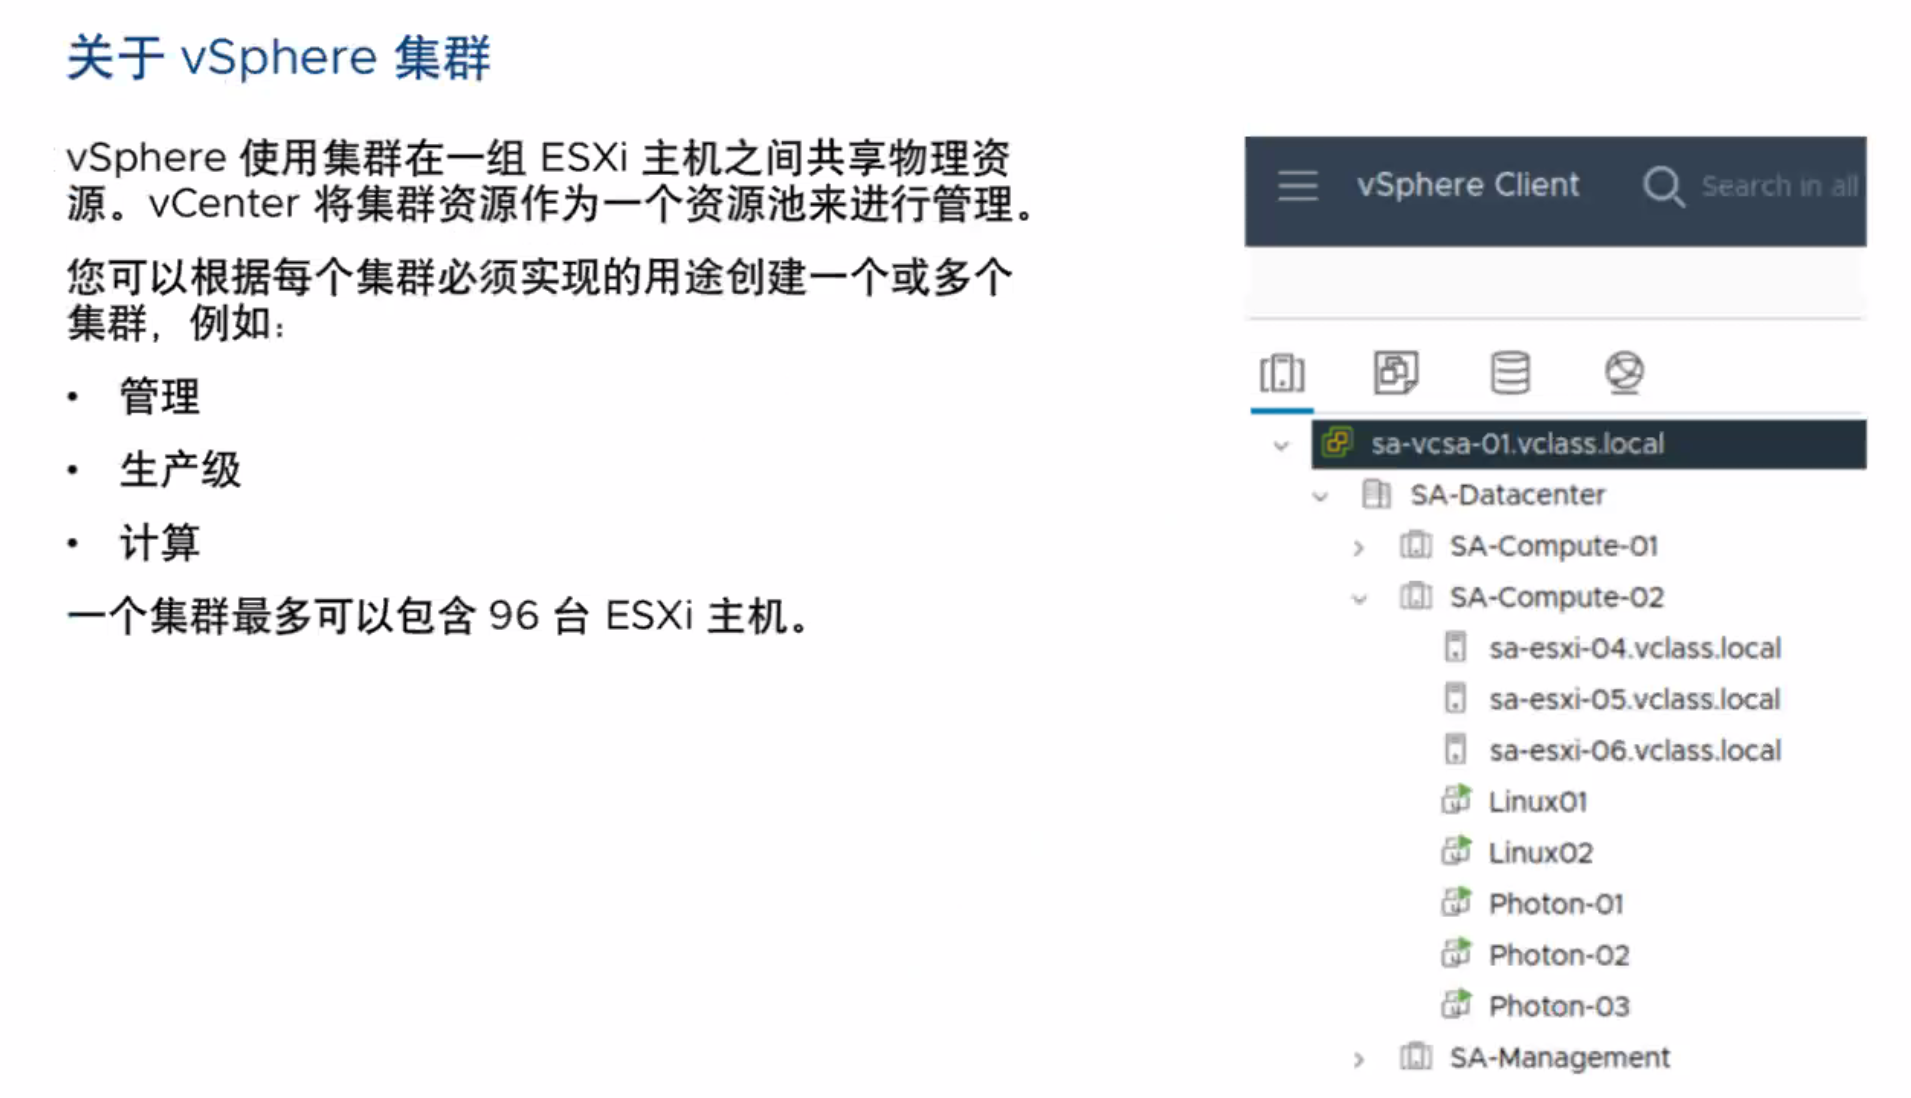 关于 vSphere 集群
vSphere 使用集群在一组 ESXi 主机之间共享物理资
源。vCenter 将集群资源作为一个资源池来进行管理。
您可以根据每个集群必须实现的用途创建一个或多个
集群，例如：
• 管理
• 生产级
• 计算
一个集群最多可以包含 96 台 ESXi 主机。
vSphere Client
Search in all
sa-vcsa-01.vclass.local
SA-Datacenter
SA-Compute-01
SA-Compute-02
sa-esxi-04.vclass.local
sa-esxi-05.vclass.local
sa-esxi-06.vclass.local
Linux01
Linux02
Photon-01
Photon-02
Photon-03
SA-Management